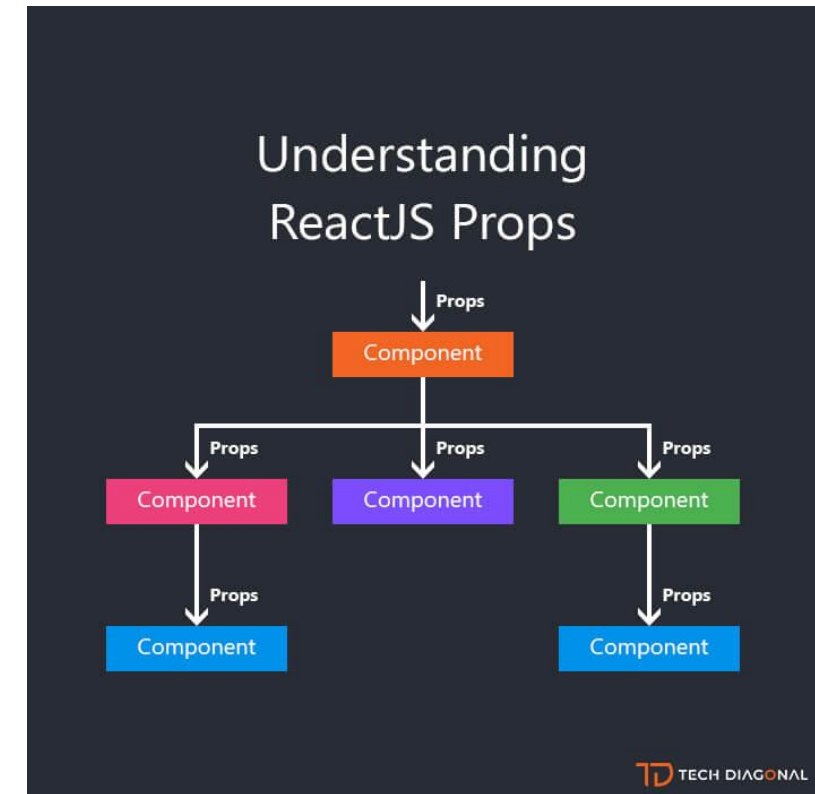 Understanding
ReactJS Props
Props
Component
Props
Props
Props
Component
Component
Component
Props
Props
Component
Component
TD TECH DIAGONAL